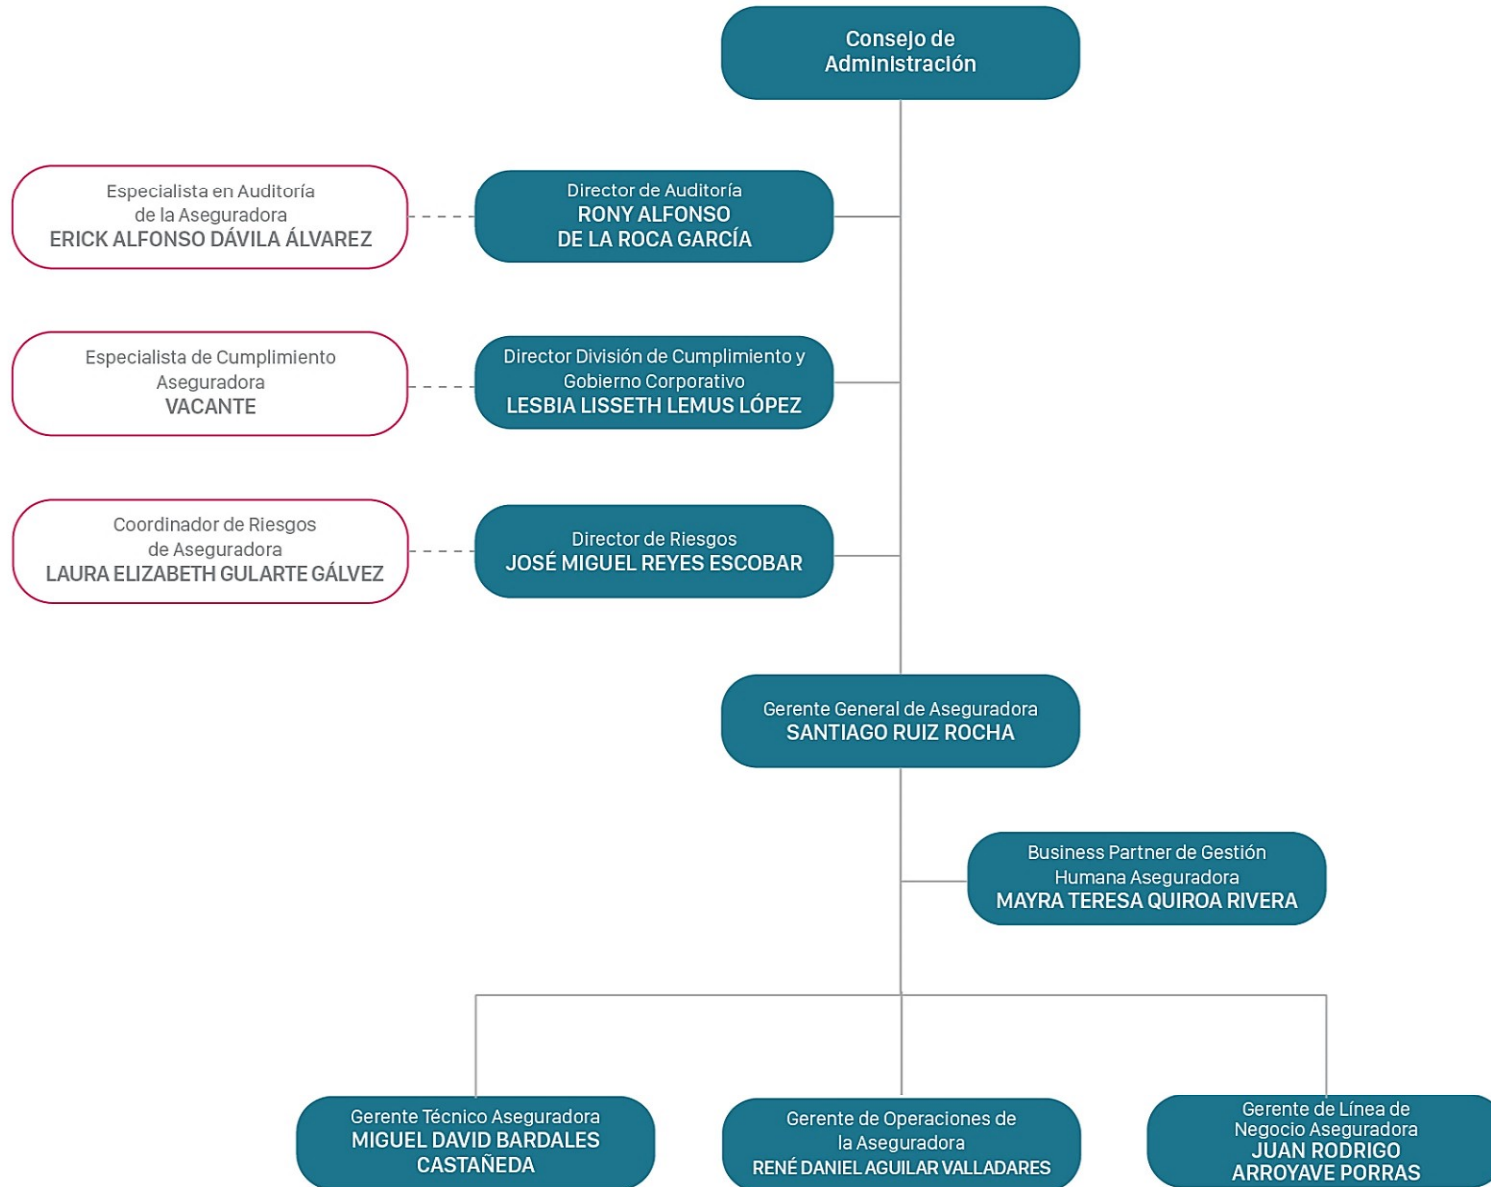 Consejo de
Administración
Especialista en Auditoría
de la Aseguradora
ERICK ALFONSO DÁVILA ÁLVAREZ
Director de Auditoría
RONY ALFONSO
DE LA ROCA GARCÍA
Especialista de Cumplimiento
Aseguradora
VACANTE
Director División de Cumplimiento y
Gobierno Corporativo
LESBIA LISSETH LEMUS LÓPEZ
Coordinador de Riesgos
de Aseguradora
LAURA ELIZABETH GULARTE GÁLVEZ
Director de Riesgos
JOSÉ MIGUEL REYES ESCOBAR
Gerente General de Aseguradora
SANTIAGO RUIZ ROCHA
Business Partner de Gestión
Humana Aseguradora
MAYRA TERESA QUIROA RIVERA
Gerente Técnico Aseguradora
MIGUEL DAVID BARDALES
CASTAÑEDA
Gerente de Operaciones de
la Aseguradora
RENÉ DANIEL AGUILAR VALLADARES
Gerente de Línea de
Negocio Aseguradora
JUAN RODRIGO
ARROYAVE PORRAS